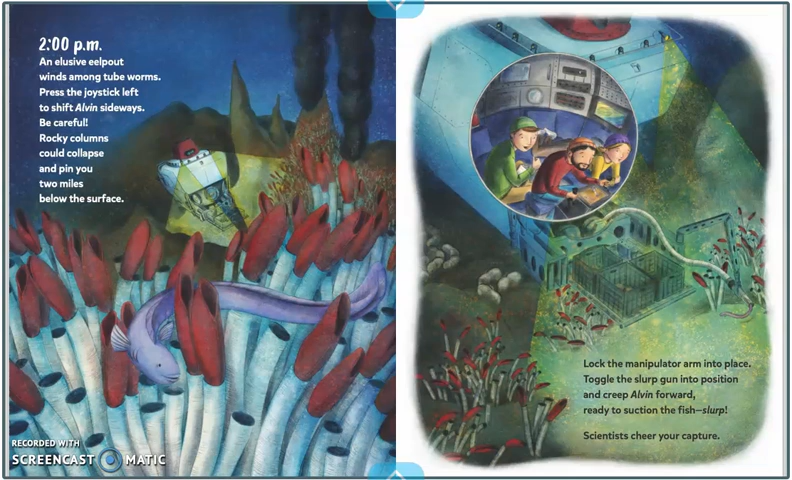 2:00 p.m.
An elusive eelpout
winds among tube worms.
Press the joystick left
to shift Alvin sideways.
Be careful!
Rocky columns
could collapse
and pin you
two miles
below the surface.
Lock the manipulator arm into place.
Toggle the slurp gun into position
and creep Alvin forward,
ready to suction the fish—slurp!
Scientists cheer your capture.
RECORDED WITH
SCREENCAST MATIC